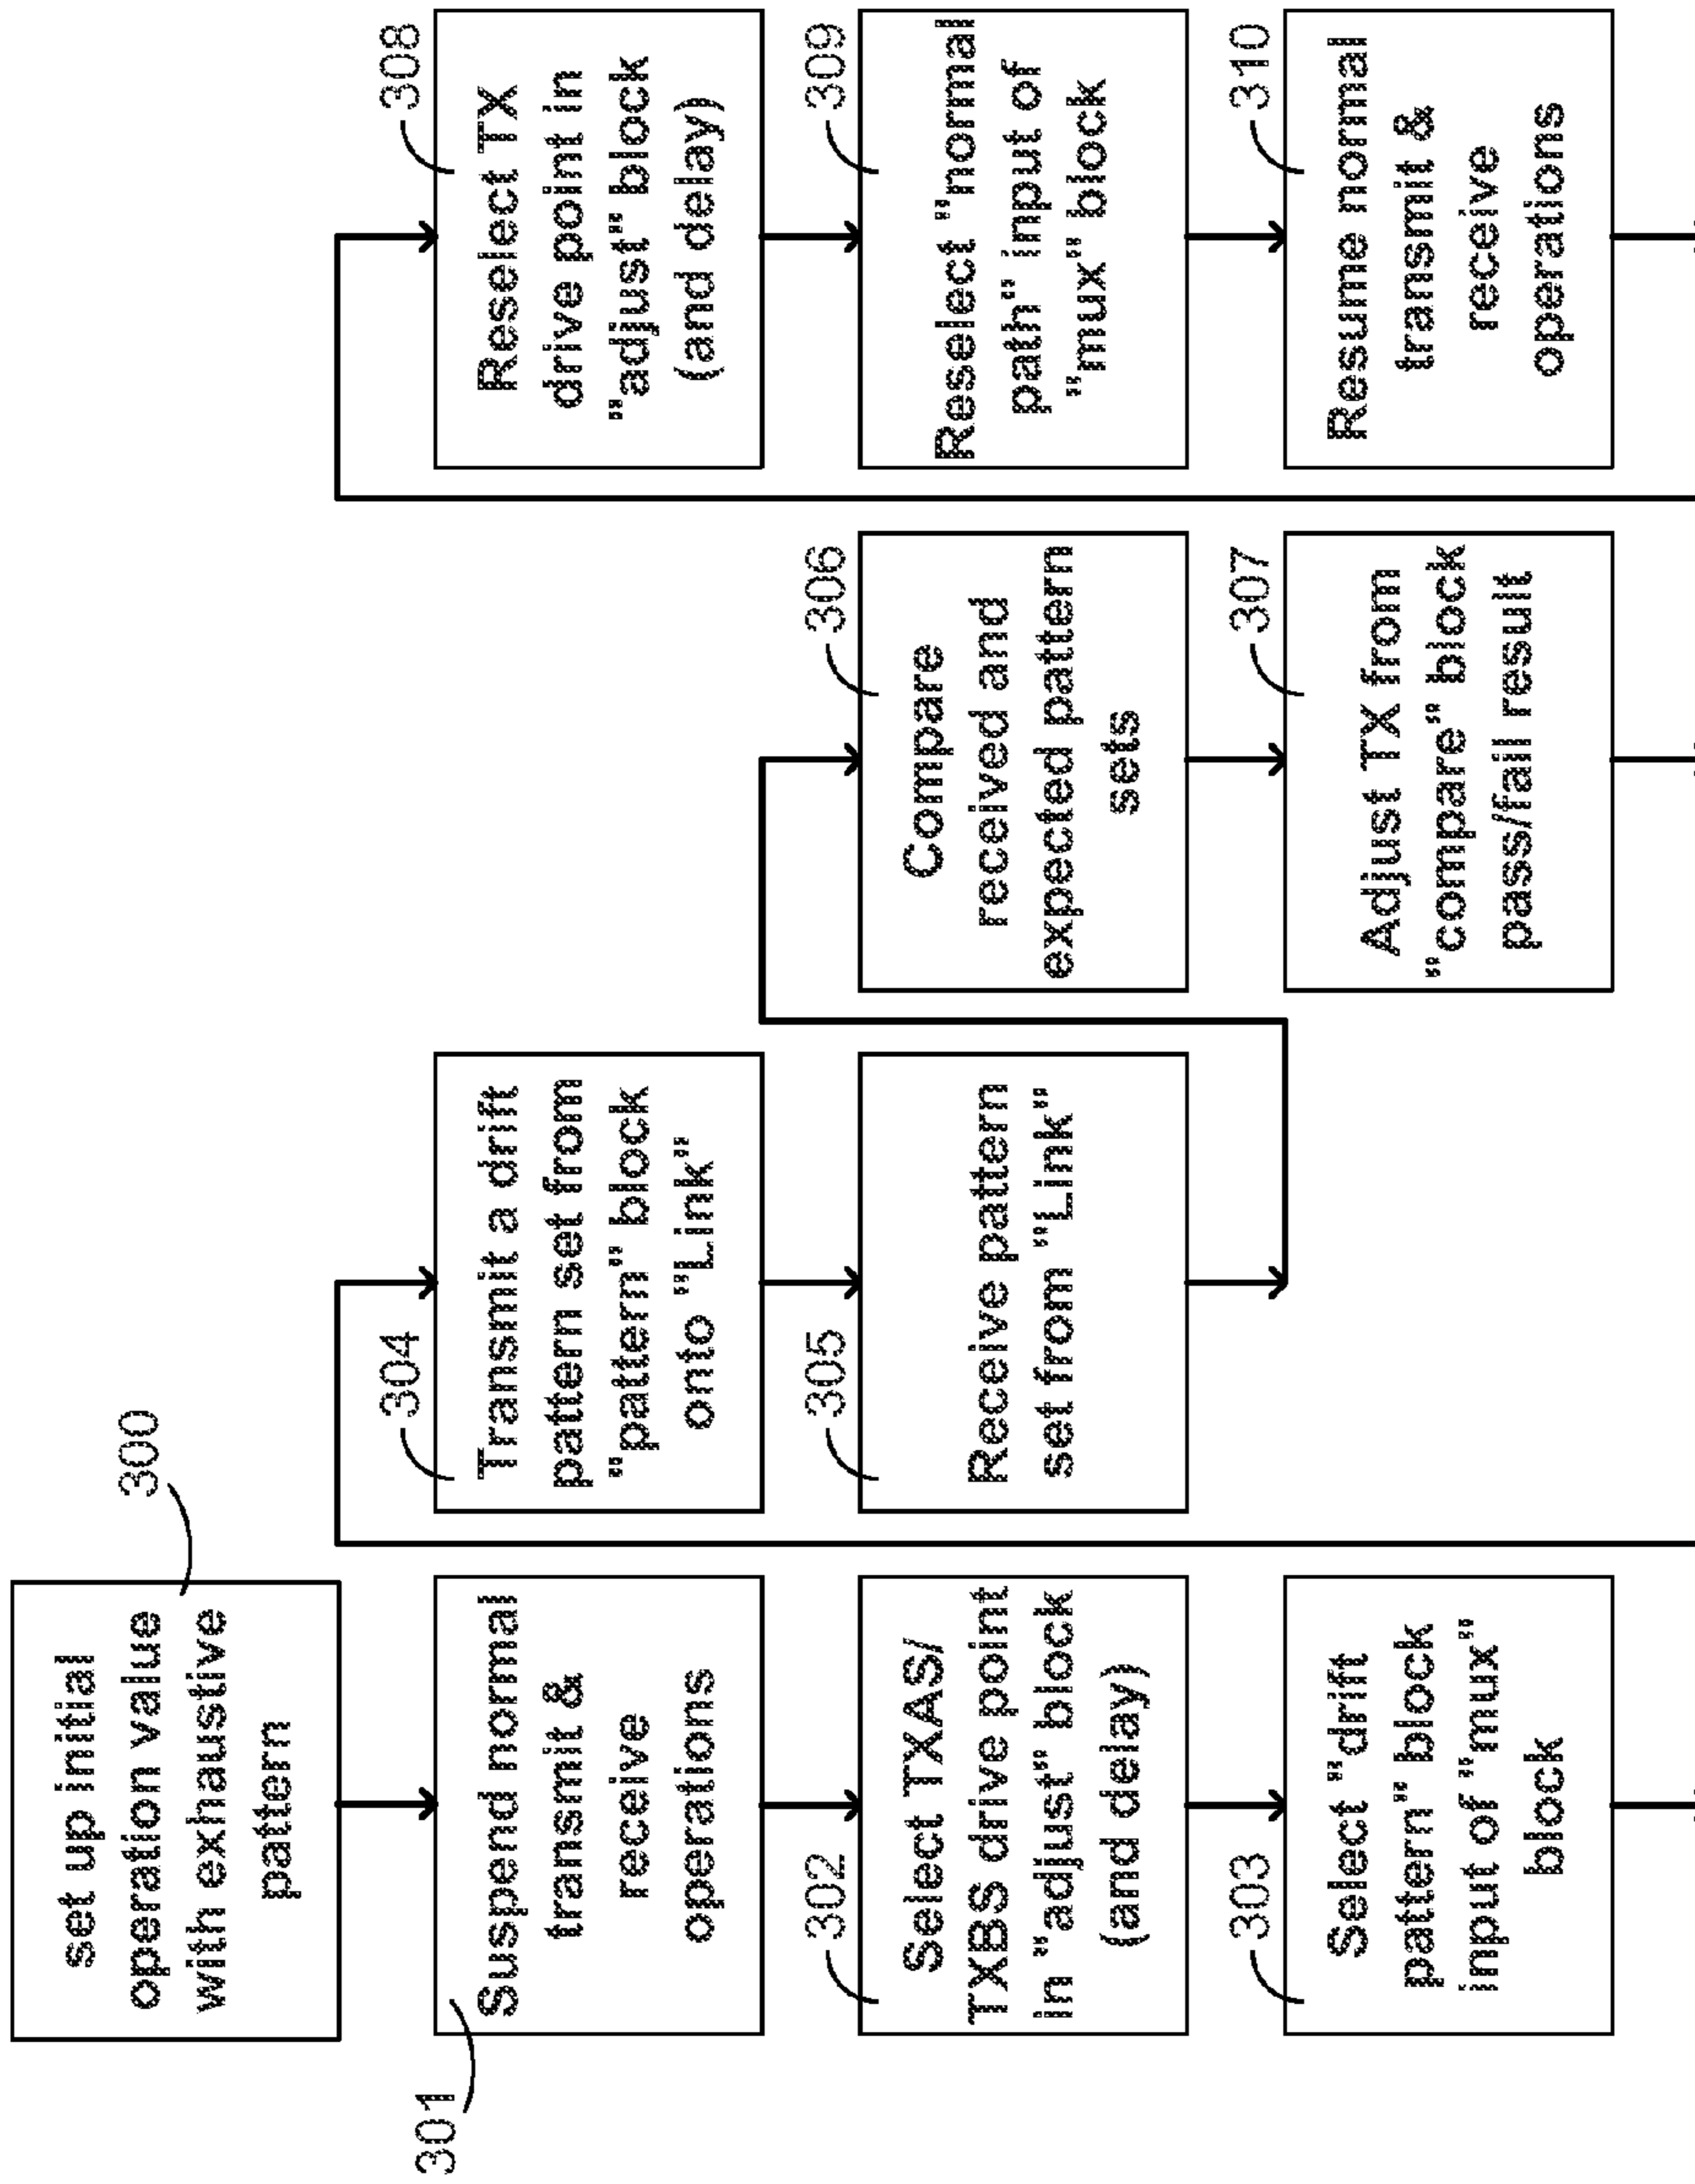 300
set up initial
operation value
with exhaustive
pattern
301
Suspend normal
transmit &
receive
operations
302
Select TXAS/
TXBS drive point
in "adjust" block
(and delay)
303
Select "drift
pattern" block
input of "mux"
block
304
Transmit a drift
pattern set from
"pattern" block
onto "Link"
305
Receive pattern
set from "Link"
306
Compare
received and
expected pattern
sets
307
Adjust TX from
"compare" block
pass/fail result
308
Reselect TX
drive point in
"adjust" block
(and delay)
309
Reselect "normal
path" input of
"mux" block
310
Resume normal
transmit &
receive
operations